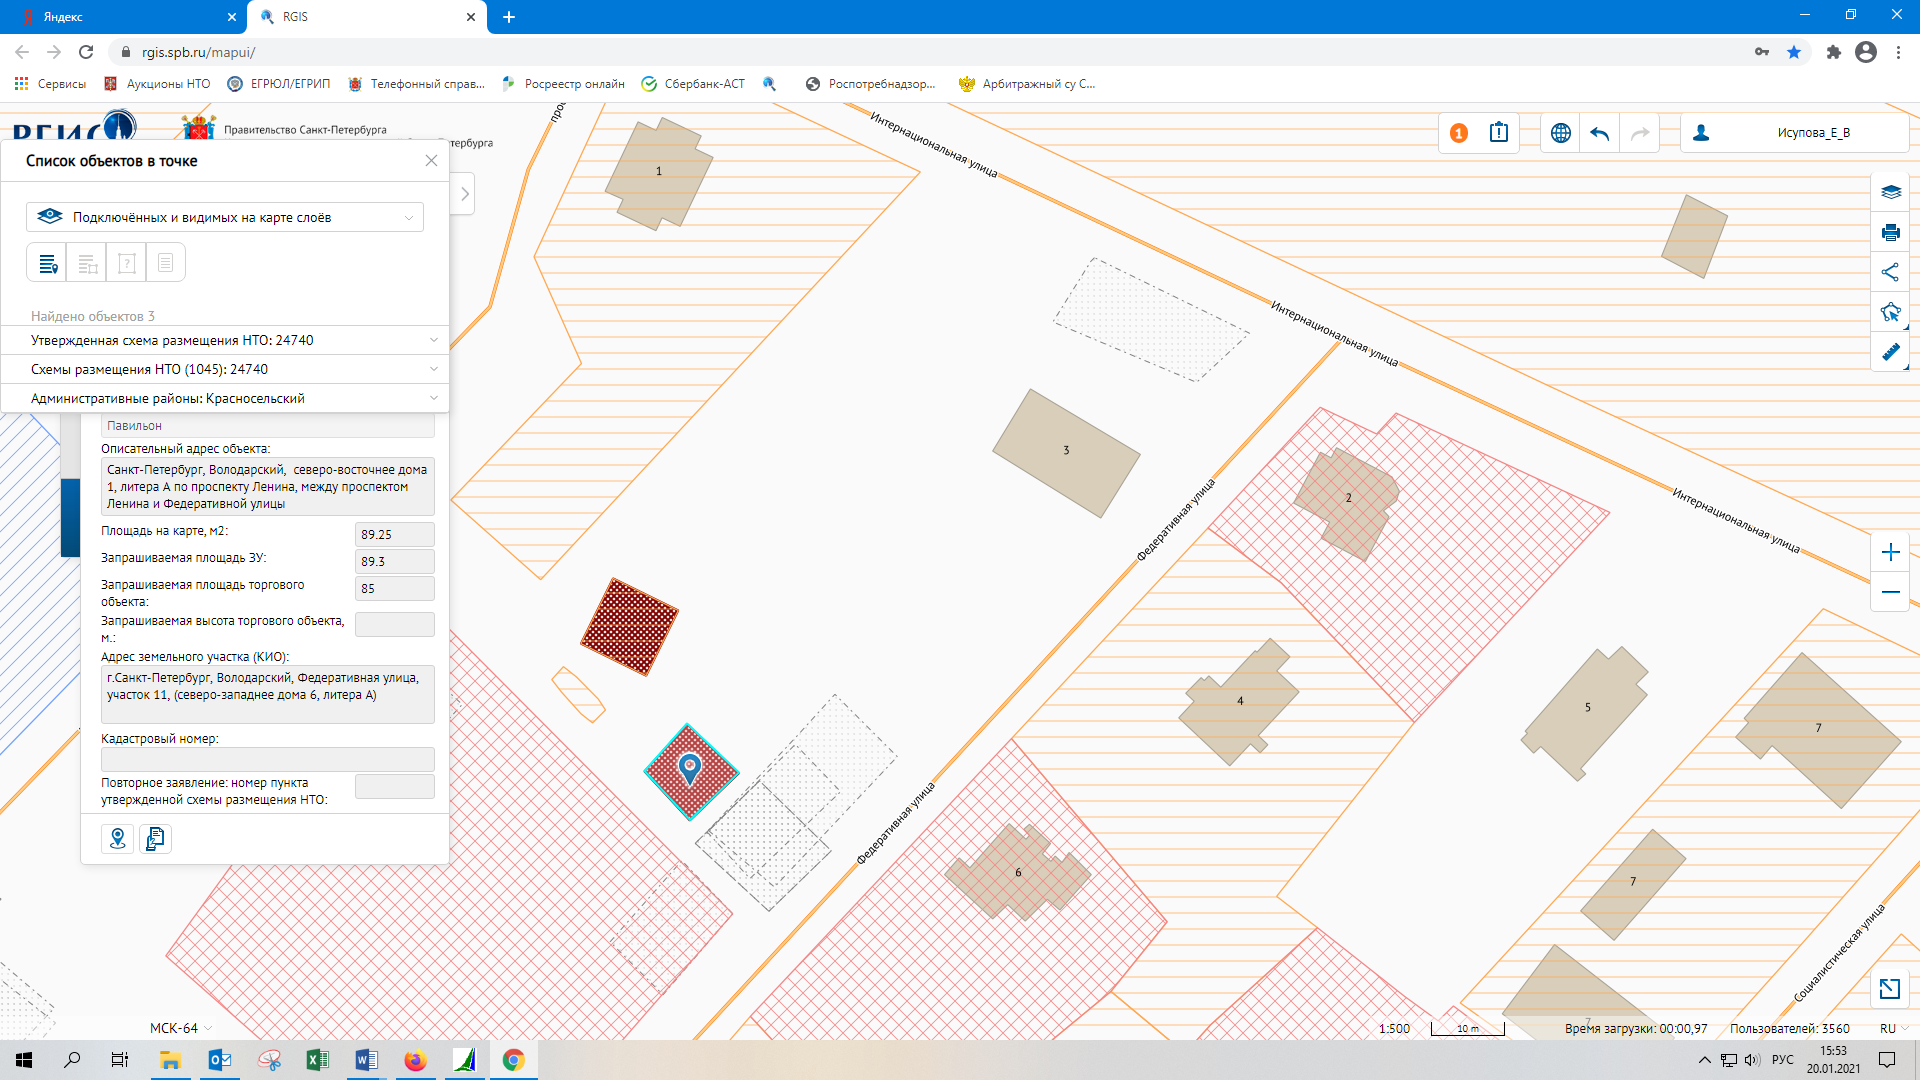 Яндекс
RGIS
rgis.spb.ru/mapui/
Сервисы
Аукционы НТО
ЕГРЮЛ/ЕГРИП
Телефонный справ...
Росреестр онлайн
Сбербанк-АСТ
Роспотребнадзор...
Арбитражный су С...
РГИС
Правительство Санкт-Петербурга
тербурга
1
Исупова_Е_В
Список объектов в точке
Подключённых и видимых на карте слоёв
Найдено объектов 3
Утвержденная схема размещения НТО: 24740
Схемы размещения НТО (1045): 24740
Административные районы: Красносельский
Павильон
Описательный адрес объекта:
Санкт-Петербург, Володарский, северо-восточнее дома
1, литера А по проспекту Ленина, между проспектом
Ленина и Федеративной улицы
Площадь на карте, м2:
89.25
Запрашиваемая площадь ЗУ:
89.3
Запрашиваемая площадь торгового
объекта:
85
Запрашиваемая высота торгового объекта,
м.:
Адрес земельного участка (КИО):
г.Санкт-Петербург, Володарский, Федеративная улица,
участок 11, (северо-западнее дома 6, литера А)
Кадастровый номер:
Повторное заявление: номер пункта
утвержденной схемы размещения НТО:
прос
Интернациональная улица
Интернациональная улица
Интернациональная улица
Федеративная улица
Федеративная улица
Социалистическая улица
1
3
2
4
5
7
6
7
7
МСК-64
1:500
10 m
Время загрузки: 00:00,97
Пользователей: 3560
RU
РУС
15:53
20.01.2021